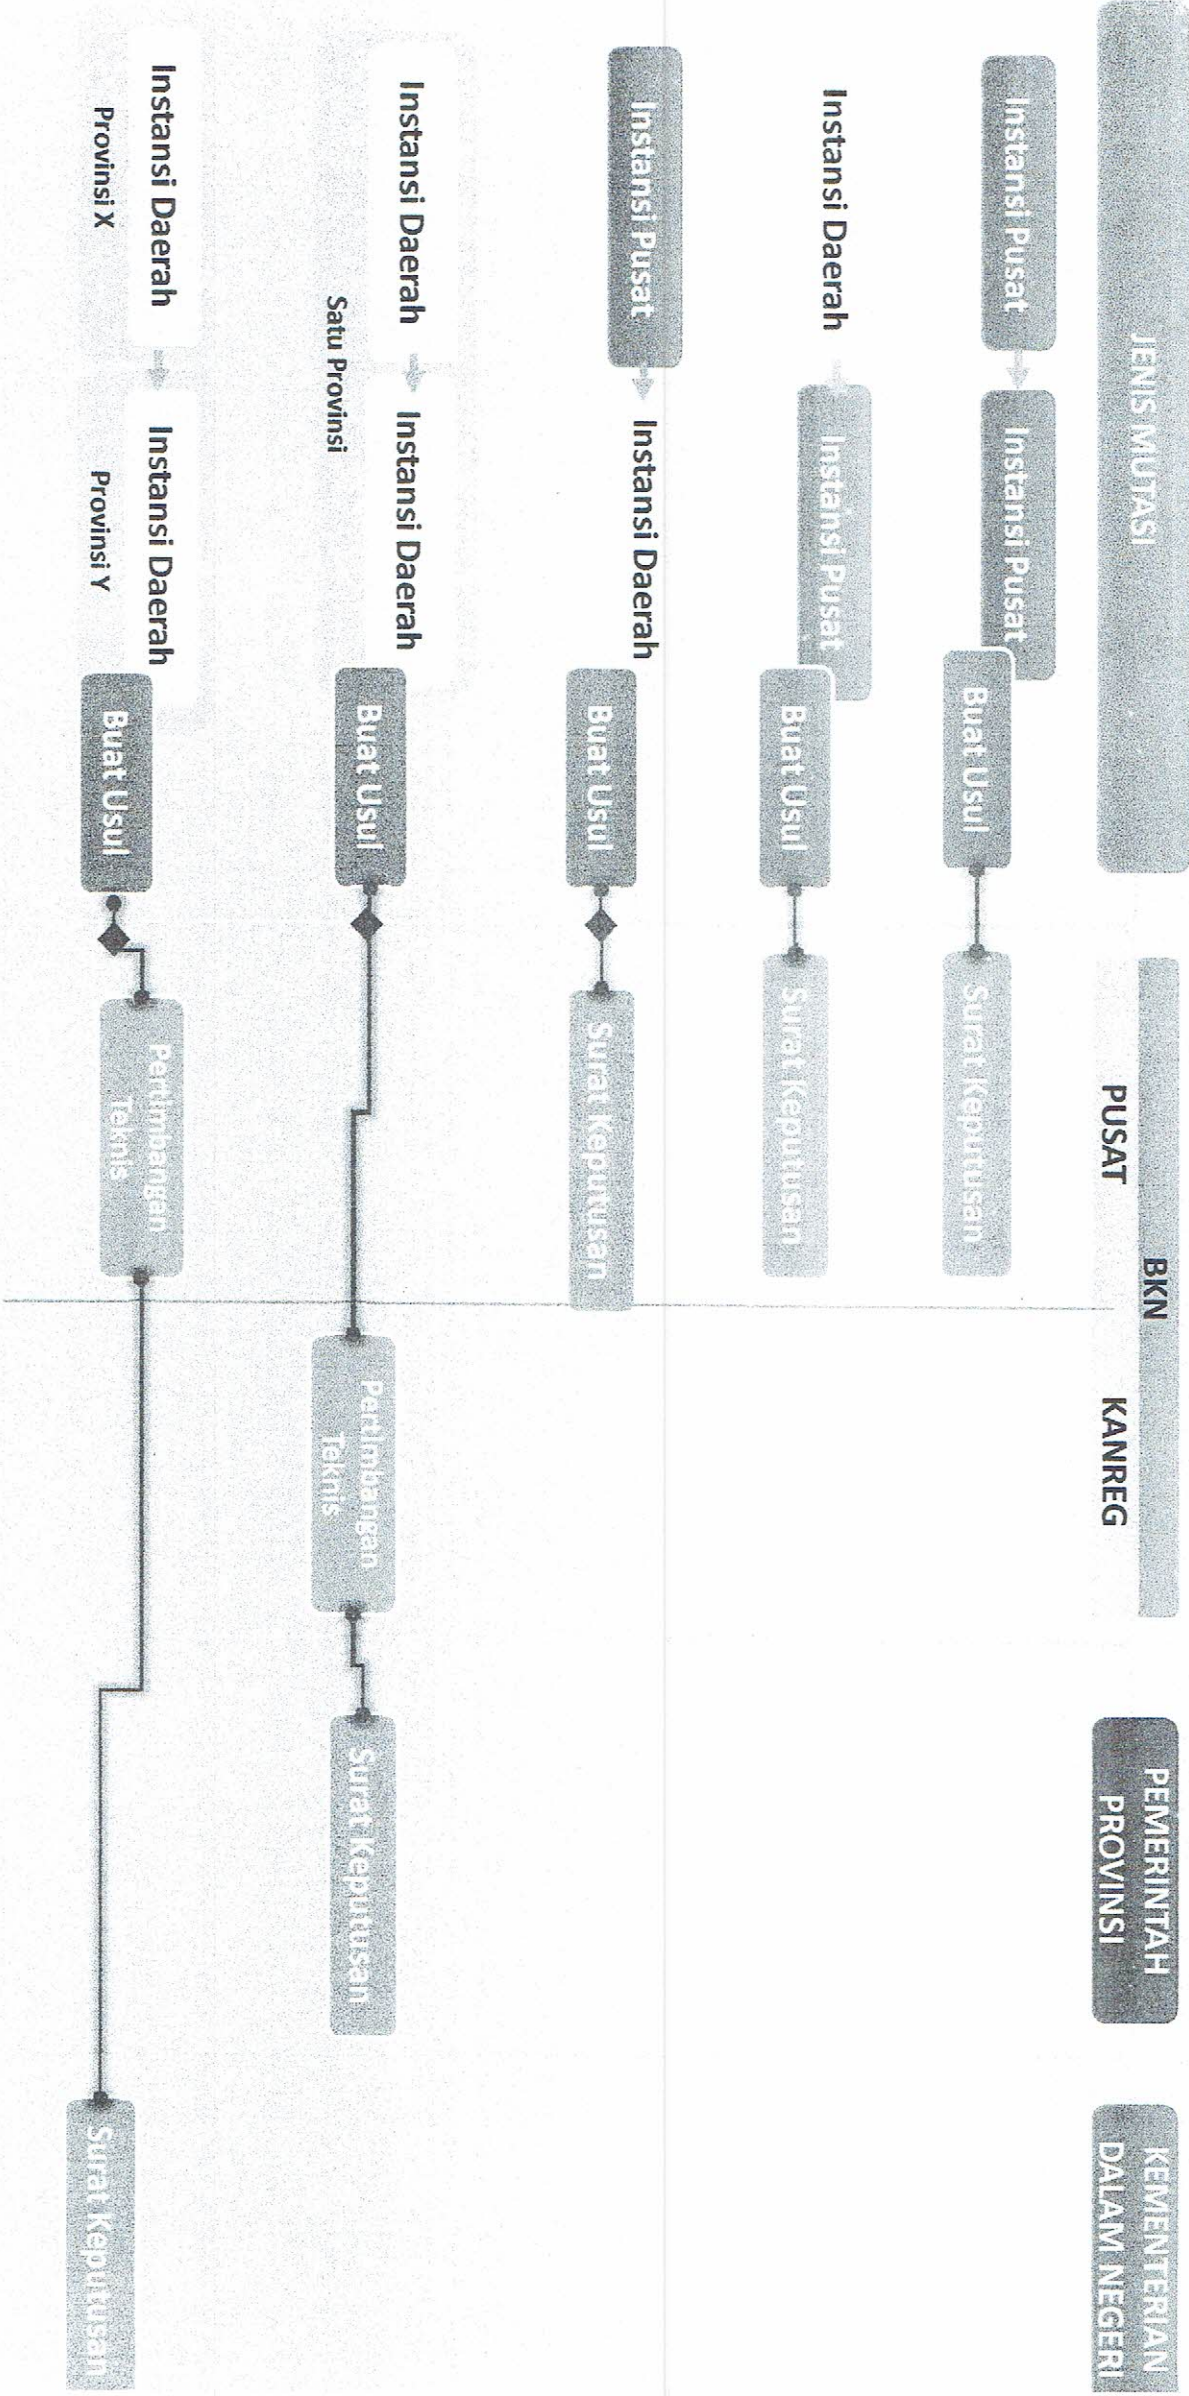 JENIS MUTASI
BKN
PUSAT
KANREG
PEMERINTAH
PROVINSI
KEMENTERIAN
DALAM NEGERI
Instansi Pusat
Instansi Pusat
Buat Usul
Surat Keputusan
Instansi Daerah
Instansi Pusat
Buat Usul
Surat Keputusan
Instansi Pusat
Instansi Daerah
Buat Usul
Surat Keputusan
Instansi Daerah
Instansi Daerah
Satu Provinsi
Buat Usul
Pertimbangan
Teknis
Surat Keputusan
Instansi Daerah
Provinsi X
Instansi Daerah
Provinsi Y
Buat Usul
Pertimbangan
Teknis
Surat Keputusan